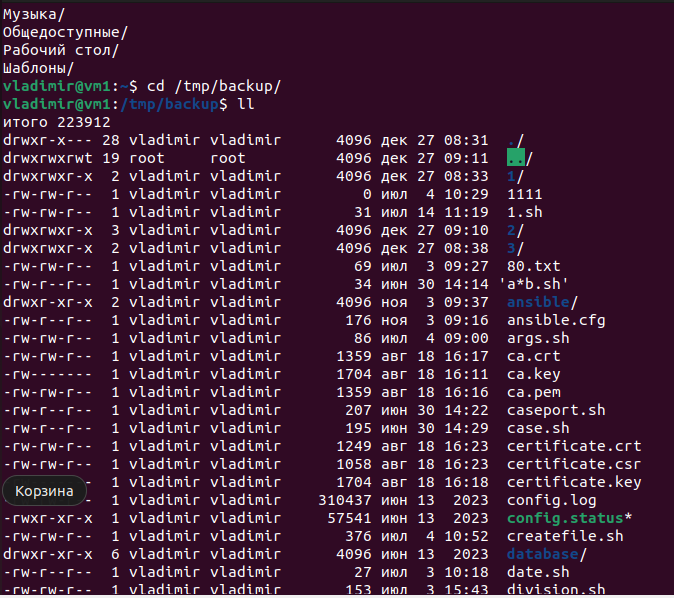 Музыка/
Общедоступные/
Рабочий стол/
Шаблоны/
vladimir@vm1:~$ cd /tmp/backup/
vladimir@vm1:/tmp/backup$ ll
итого 223912
drwxr-x--- 28 vladimir vladimir 4096 дек 27 08:31 ./
drwxrwxrwt 19 root root 4096 дек 27 09:11 ../
drwxrwxr-x 2 vladimir vladimir 4096 дек 27 08:33 1/
-rw-rw-r-- 1 vladimir vladimir 0 июл 4 10:29 1111
-rw-rw-r-- 1 vladimir vladimir 31 июл 14 11:19 1.sh
drwxrwxr-x 3 vladimir vladimir 4096 дек 27 09:10 2/
drwxrwxr-x 2 vladimir vladimir 4096 дек 27 08:38 3/
-rw-rw-r-- 1 vladimir vladimir 69 июл 3 09:27 80.txt
-rw-rw-r-- 1 vladimir vladimir 34 июн 30 14:14 'a*b.sh'
drwxr-xr-x 2 vladimir vladimir 4096 ноя 3 09:37 ansible/
-rw-r--r-- 1 vladimir vladimir 176 ноя 3 09:16 ansible.cfg
-rw-rw-r-- 1 vladimir vladimir 86 июл 4 09:00 args.sh
-rw-rw-r-- 1 vladimir vladimir 1359 авг 18 16:17 ca.crt
-rw------- 1 vladimir vladimir 1704 авг 18 16:11 ca.key
-rw-rw-r-- 1 vladimir vladimir 1359 авг 18 16:16 ca.pem
-rw-r--r-- 1 vladimir vladimir 207 июн 30 14:22 caseport.sh
-rw-r--r-- 1 vladimir vladimir 195 июн 30 14:29 case.sh
-rw-rw-r-- 1 vladimir vladimir 1249 авг 18 16:23 certificate.crt
-rw-rw-r-- 1 vladimir vladimir 1058 авг 18 16:23 certificate.csr
-- 1 vladimir vladimir 1704 авг 18 16:18 certificate.key
Корзина
-- 1 vladimir vladimir 310437 июн 13 2023 config.log
-rwxr-xr-x 1 vladimir vladimir 57541 июн 13 2023 config.status*
-rw-rw-r-- 1 vladimir vladimir 376 июл 4 10:52 createfile.sh
drwxr-xr-x 6 vladimir vladimir 4096 июн 13 2023 database/
-rw-r--r-- 1 vladimir vladimir 27 июл 3 10:18 date.sh
-rw-rw-r-- 1 vladimir vladimir 153 июл 3 15:43 division.sh